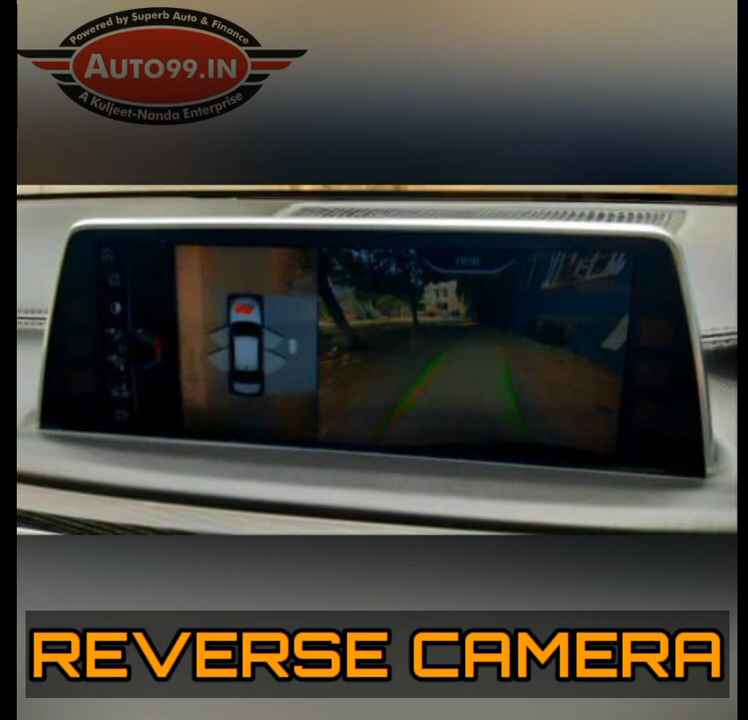 Powered by Superb Auto & Finance
AUTO99.IN
A Kuljeet-Nanda Enterprise
REVERSE CAMERA